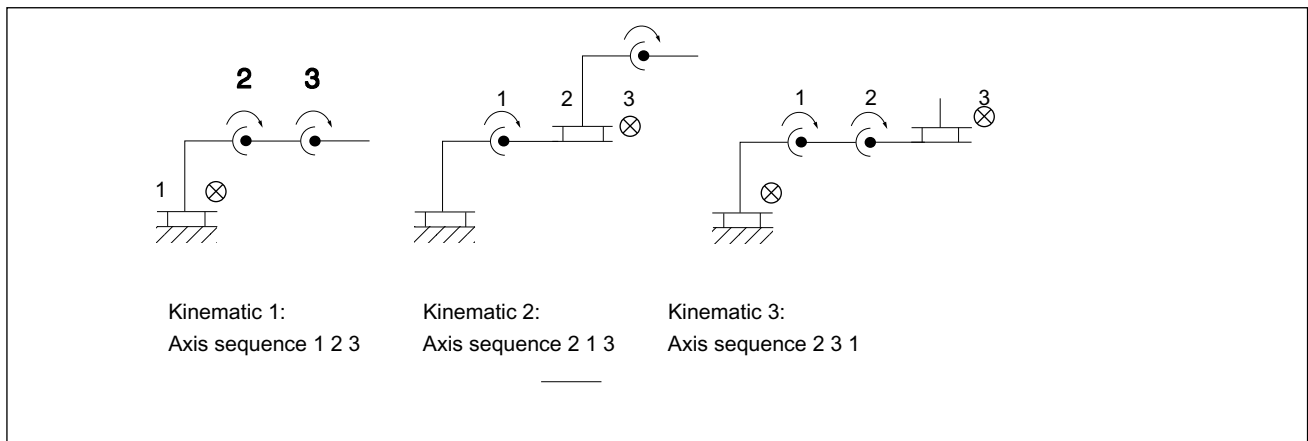 2 3
1
1 2 3
1 2 3
Kinematic 1:
Axis sequence 1 2 3
Kinematic 2:
Axis sequence 2 1 3
Kinematic 3:
Axis sequence 2 3 1